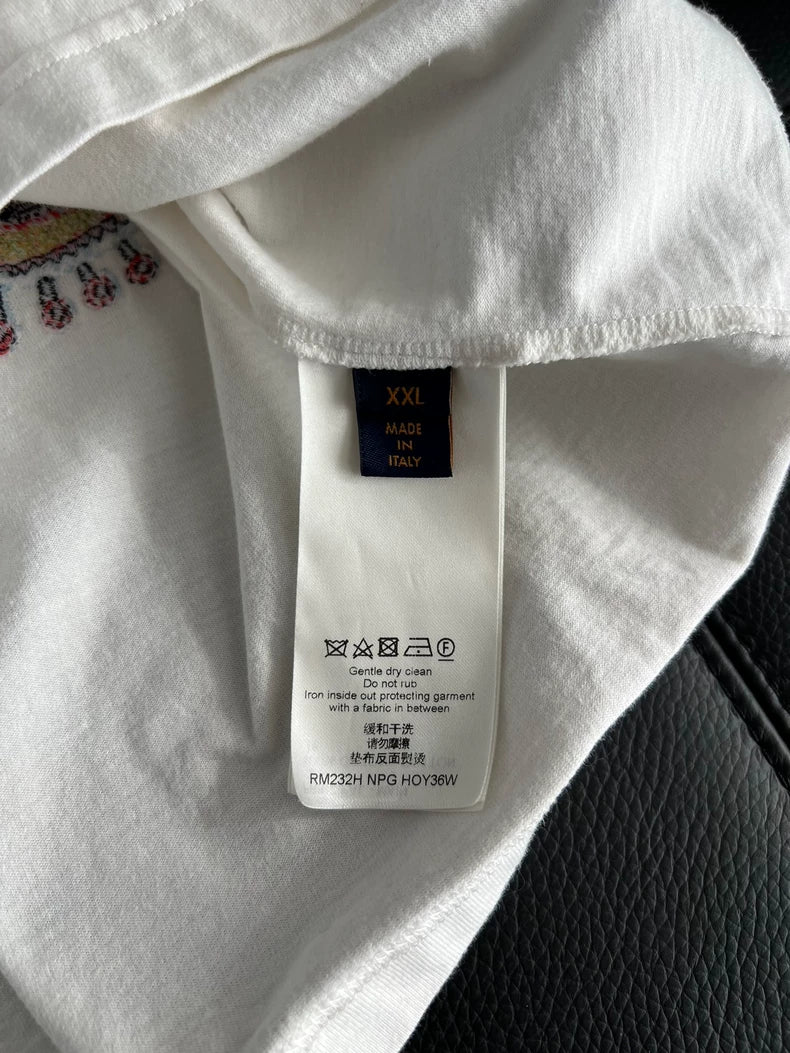 XXL
MADE
IN
ITALY
F
Gentle dry clean
Do not rub
Iron inside out protecting garment
with a fabric in between
缓和干洗
请勿摩擦
垫布反面熨烫
RM232H NPG HOY36W